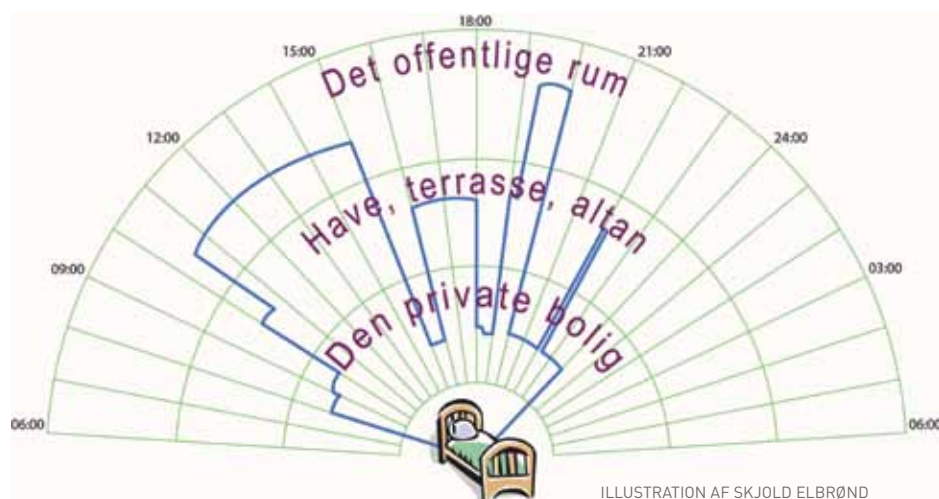 18:00
15:00
21:00
Det offentlige rum
12:00
24:00
Have, terrasse, altan
09:00
03:00
Den private bolig
06:00
06:00
ILLUSTRATION AF SKJOLD ELBRØND